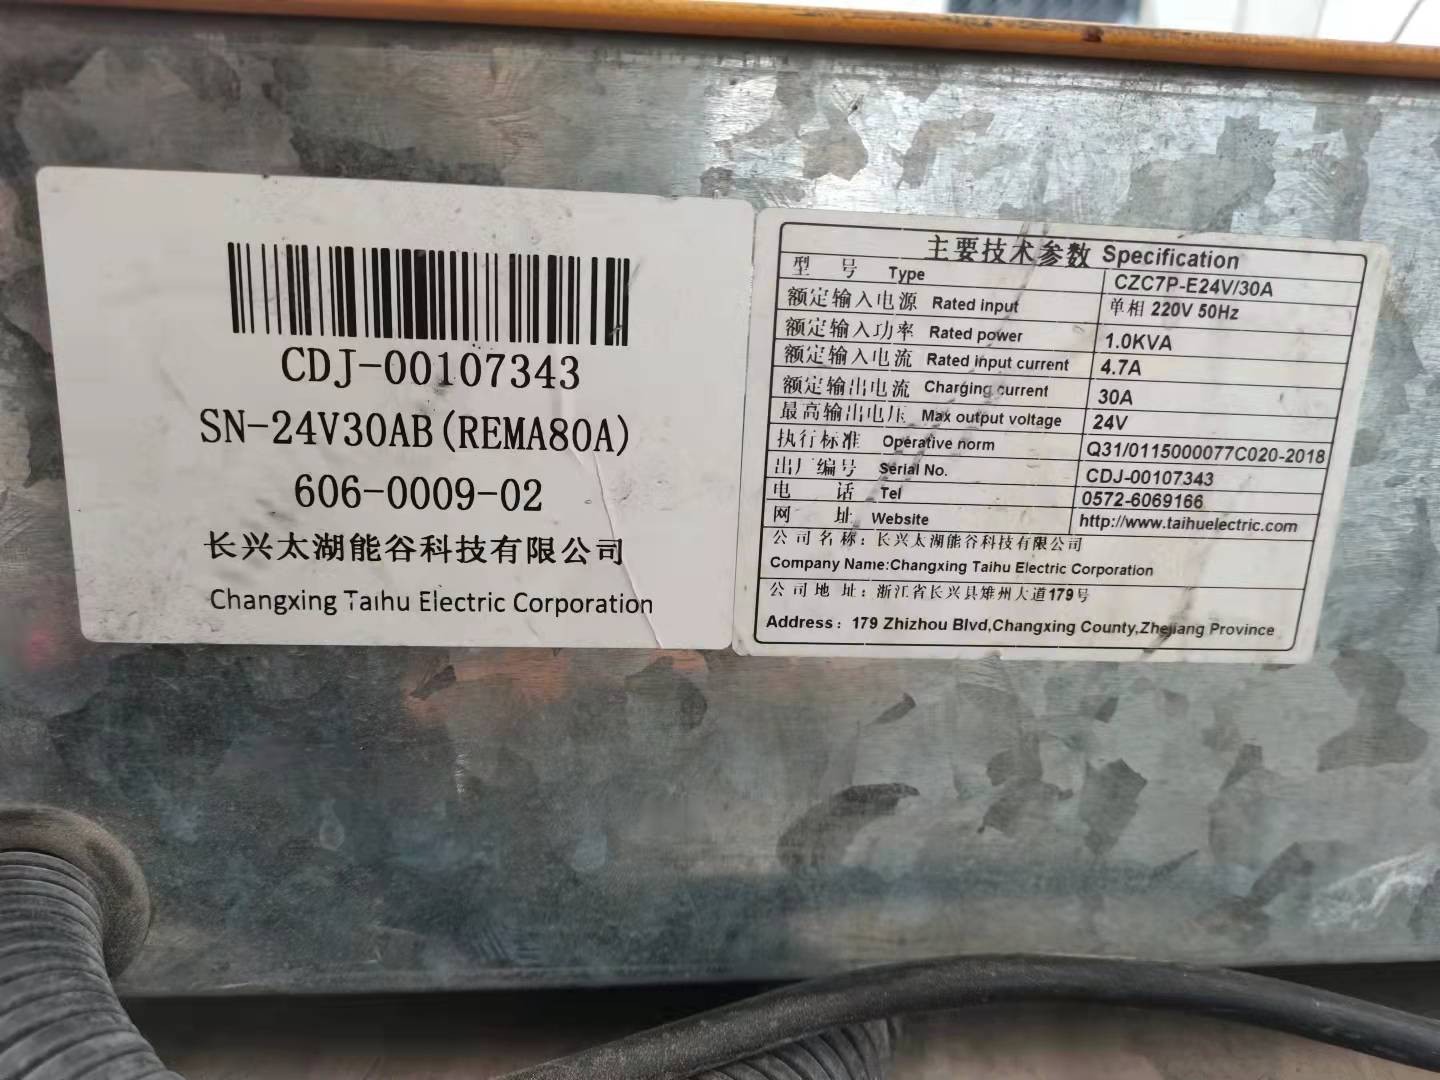 CDJ-00107343
SN-24V30AB(REMA80A)
606-0009-02
长兴太湖能谷科技有限公司
Changxing Taihu Electric Corporation
主要技术参数 Specification
型 号 Type CZC7P-E24V/30A
额定输入电源 Rated input 单相 220V 50Hz
额定输入功率 Rated power 1.0KVA
额定输入电流 Rated input current 4.7A
额定输出电流 Charging current 30A
最高输出电压 Max output voltage 24V
执行标准 Operative norm Q31/0115000077C020-2018
出厂编号 Serial No. CDJ-00107343
电 话 Tel 0572-6069166
网 址 Website http://www.taihuelectric.com
公司名称：长兴太湖能谷科技有限公司
Company Name:Changxing Taihu Electric Corporation
公司地址：浙江省长兴县雉州大道179号
Address：179 Zhizhou Blvd,Changxing County,Zhejiang Province